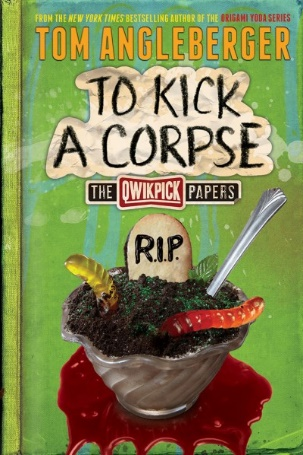 FROM THE NEW YORK TIMES BESTSELLING AUTHOR OF THE ORIGAMI YODA SERIES
TOM ANGLEBERGER
TO KICK
A CORPSE
THE QWIKPICK PAPERS
R.I.P.